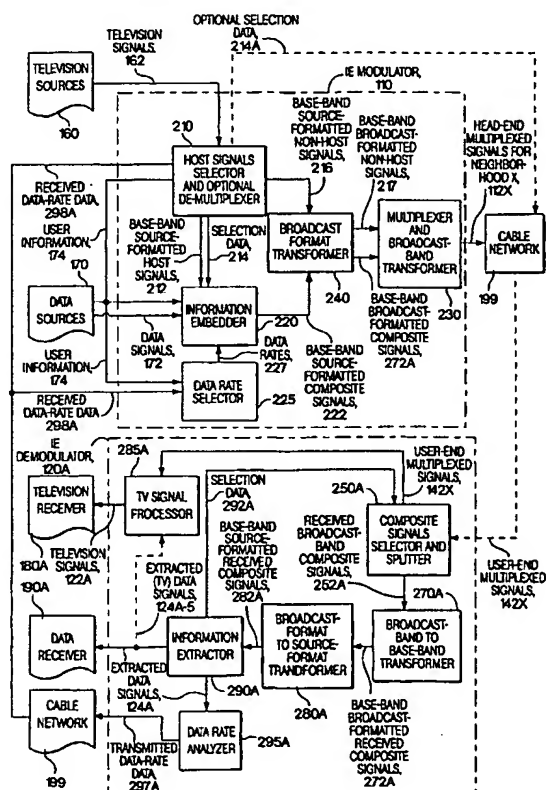 OPTIONAL SELECTION
DATA, 214A
TELEVISION
SIGNALS, 162
TELEVISION
SOURCES
160
IE MODULATOR, 110
210
HOST SIGNALS
SELECTOR
AND OPTIONAL
DE-MULTIPLEXER
BASE-BAND
SOURCE-
FORMATTED
NON-HOST
SIGNALS,
216
BASE-BAND
BROADCAST-
FORMATTED
NON-HOST
SIGNALS,
217
HEAD-END
MULTIPLEXED
SIGNALS FOR
NEIGHBOR-
HOOD X,
112X
RECEIVED
DATA-RATE DATA,
298A
USER
INFORMATION,
174
BASE-BAND
SOURCE-
FORMATTED
HOST
SIGNALS,
212
SELECTION
DATA, 214
BROADCAST
FORMAT
TRANSFORMER
240
MULTIPLEXER
AND
BROADCAST-
BAND
TRANSFORMER
230
CABLE
NETWORK
199
170
DATA
SOURCES
DATA
SIGNALS,
172
INFORMATION
EMBEDDER
220
USER
INFORMATION,
174
DATA
RATES,
227
DATA RATE
SELECTOR
225
BASE-BAND
SOURCE-
FORMATTED
COMPOSITE
SIGNALS, 222
BASE-BAND
BROADCAST-
FORMATTED
COMPOSITE
SIGNALS,
272A
RECEIVED
DATA-RATE DATA
298A
IE
DEMODULATOR,
120A
285A
TV SIGNAL
FROCESSOR
SELECTION
DATA,
292A
USER-END
MULTIPLEXED
SIGNALS,
142X
250A
COMPOSITE
SIGNALS
SELECTOR AND
SPUTTER
TELEVISION
RECEIVER
180A
TELEVISION
SIGNALS,
122A
BASE-BAND
SOURCE-
FORMATTED
RECEIVED
COMPOSITE
SIGNALS,
282A
RECEIVED
BROADCAST-
BAND
COMPOSITE
SIGNALS,
252A
USER-END
MULTIPLEXED
SIGNALS,
142X
190A
DATA
RECEIVER
EXTRACTED
(TV) DATA
SIGNALS,
124A-5
INFORMATION
EXTRACTOR
290A
BROADCAST-
FORMAT
TO SOURCE-
FORMAT
TRANDFORMER
280A
270A
BROADCAST-
BAND TO
BASE-BAND
TRANSFORMER
EXTRACTED
DATA
SIGNALS,
124A
CABLE
NETWORK
199
DATA RATE
ANALYZER
295A
TRANSMITTED
DATA-RATE
DATA
297A
BASE-BAND
BROADCAST-
FORMATTED
RECEIVED
COMPOSITE
SIGNALS,
272A